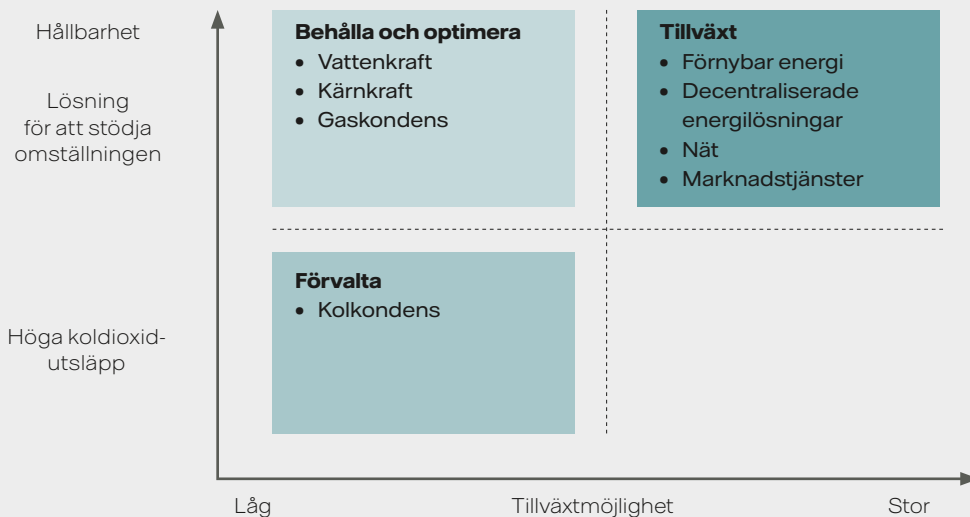 Hållbarhet
Lösning
för att stödja
omställningen
Höga koldioxid-
utsläpp
Behålla och optimera
• Vattenkraft
• Kärnkraft
• Gaskondens
Tillväxt
• Förnybar energi
• Decentraliserade
energilösningar
• Nät
• Marknadstjänster
Förvalta
• Kolkondens
Låg
Tillväxtmöjlighet
Stor